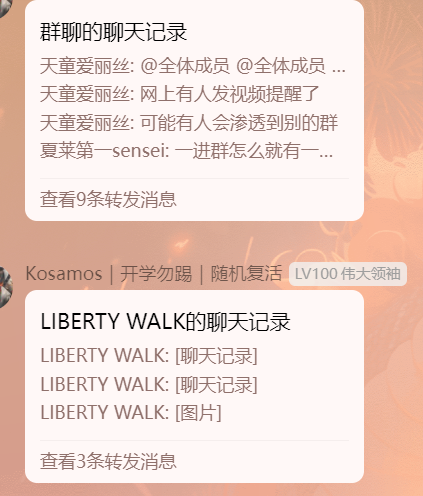 群聊的聊天记录
天童爱丽丝: @全体成员 @全体成员 ...
天童爱丽丝: 网上有人发视频提醒了
天童爱丽丝: 可能有人会渗透到别的群
夏莱第一sensei: 一进群怎么就有一...
查看9条转发消息
Kosamos | 开学勿踢 | 随机复活 LV100 伟大领袖
LIBERTY WALK的聊天记录
LIBERTY WALK: [聊天记录]
LIBERTY WALK: [聊天记录]
LIBERTY WALK: [图片]
查看3条转发消息